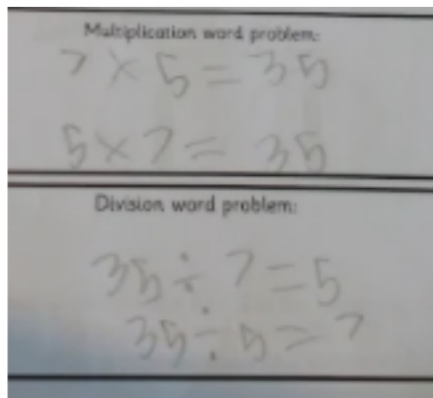 Multiplication word problem:
7 × 5 = 35
5 × 7 = 35
Division word problem:
35 ÷ 7 = 5
35 ÷ 5 = 7